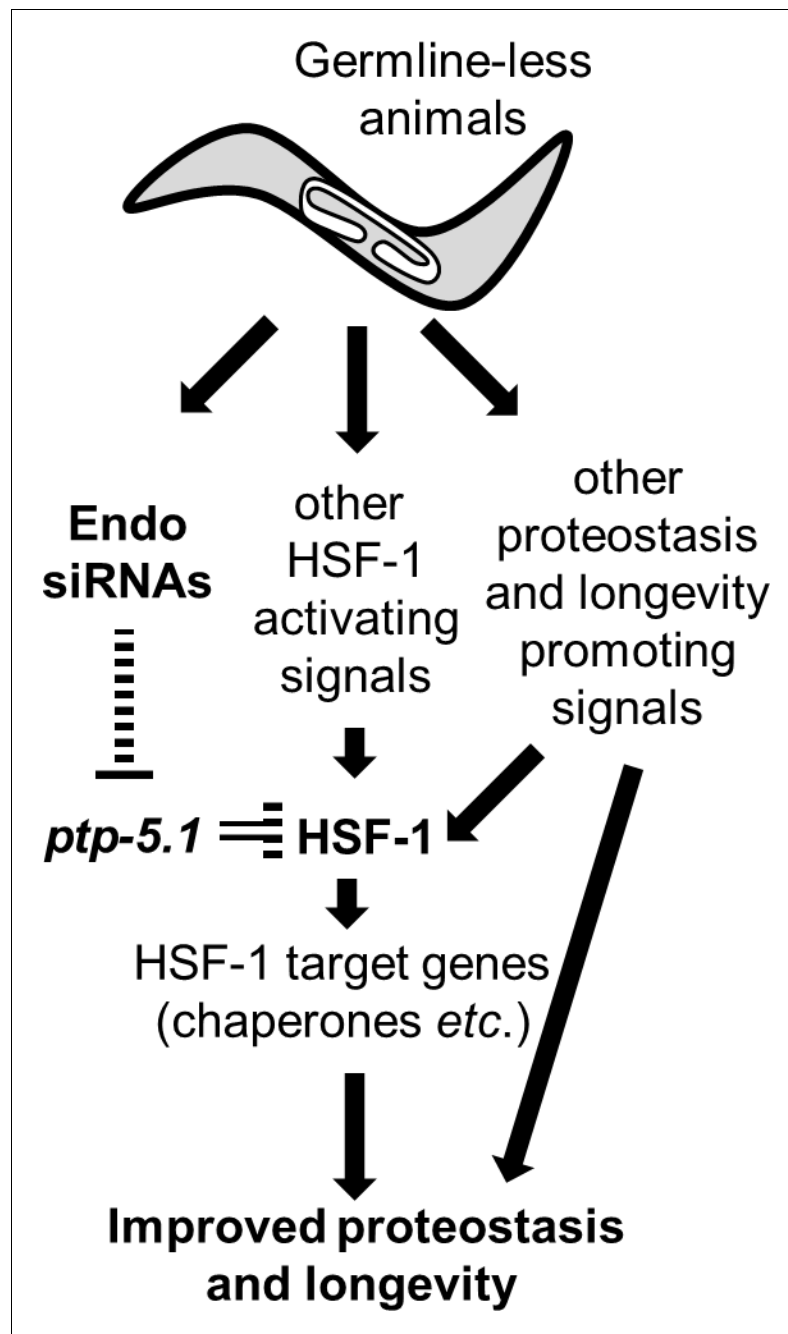 Germline-less
animals
Endo
siRNAs
other
HSF-1
activating
signals
other
proteostasis
and longevity
promoting
signals
ptp-5.1
HSF-1
HSF-1 target genes
(chaperones etc.)
Improved proteostasis
and longevity